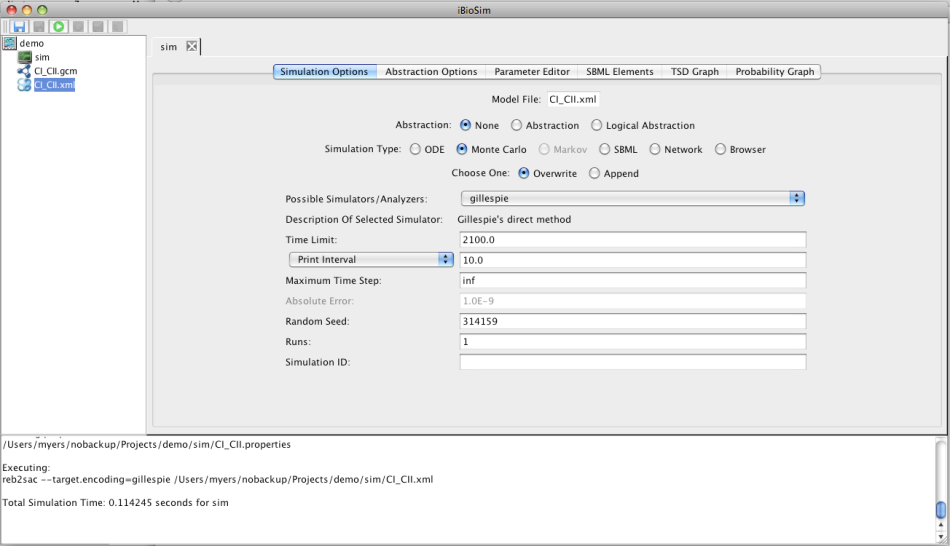 iBioSim
demo
sim
CI_CII.gcm
CI_CII.xml
sim
Simulation Options Abstraction Options Parameter Editor SBML Elements TSD Graph Probability Graph
Model File: CI_CII.xml
Abstraction: None Abstraction Logical Abstraction
Simulation Type: ODE Monte Carlo Markov SBML Network Browser
Choose One: Overwrite Append
Possible Simulators/Analyzers: gillespie
Description Of Selected Simulator: Gillespie's direct method
Time Limit: 2100.0
Print Interval 10.0
Maximum Time Step: inf
Absolute Error: 1.0E-9
Random Seed: 314159
Runs: 1
Simulation ID:
/Users/myers/nobackup/Projects/demo/sim/CI_CII.properties
Executing:
reb2sac --target.encoding=gillespie /Users/myers/nobackup/Projects/demo/sim/CI_CII.xml
Total Simulation Time: 0.114245 seconds for sim